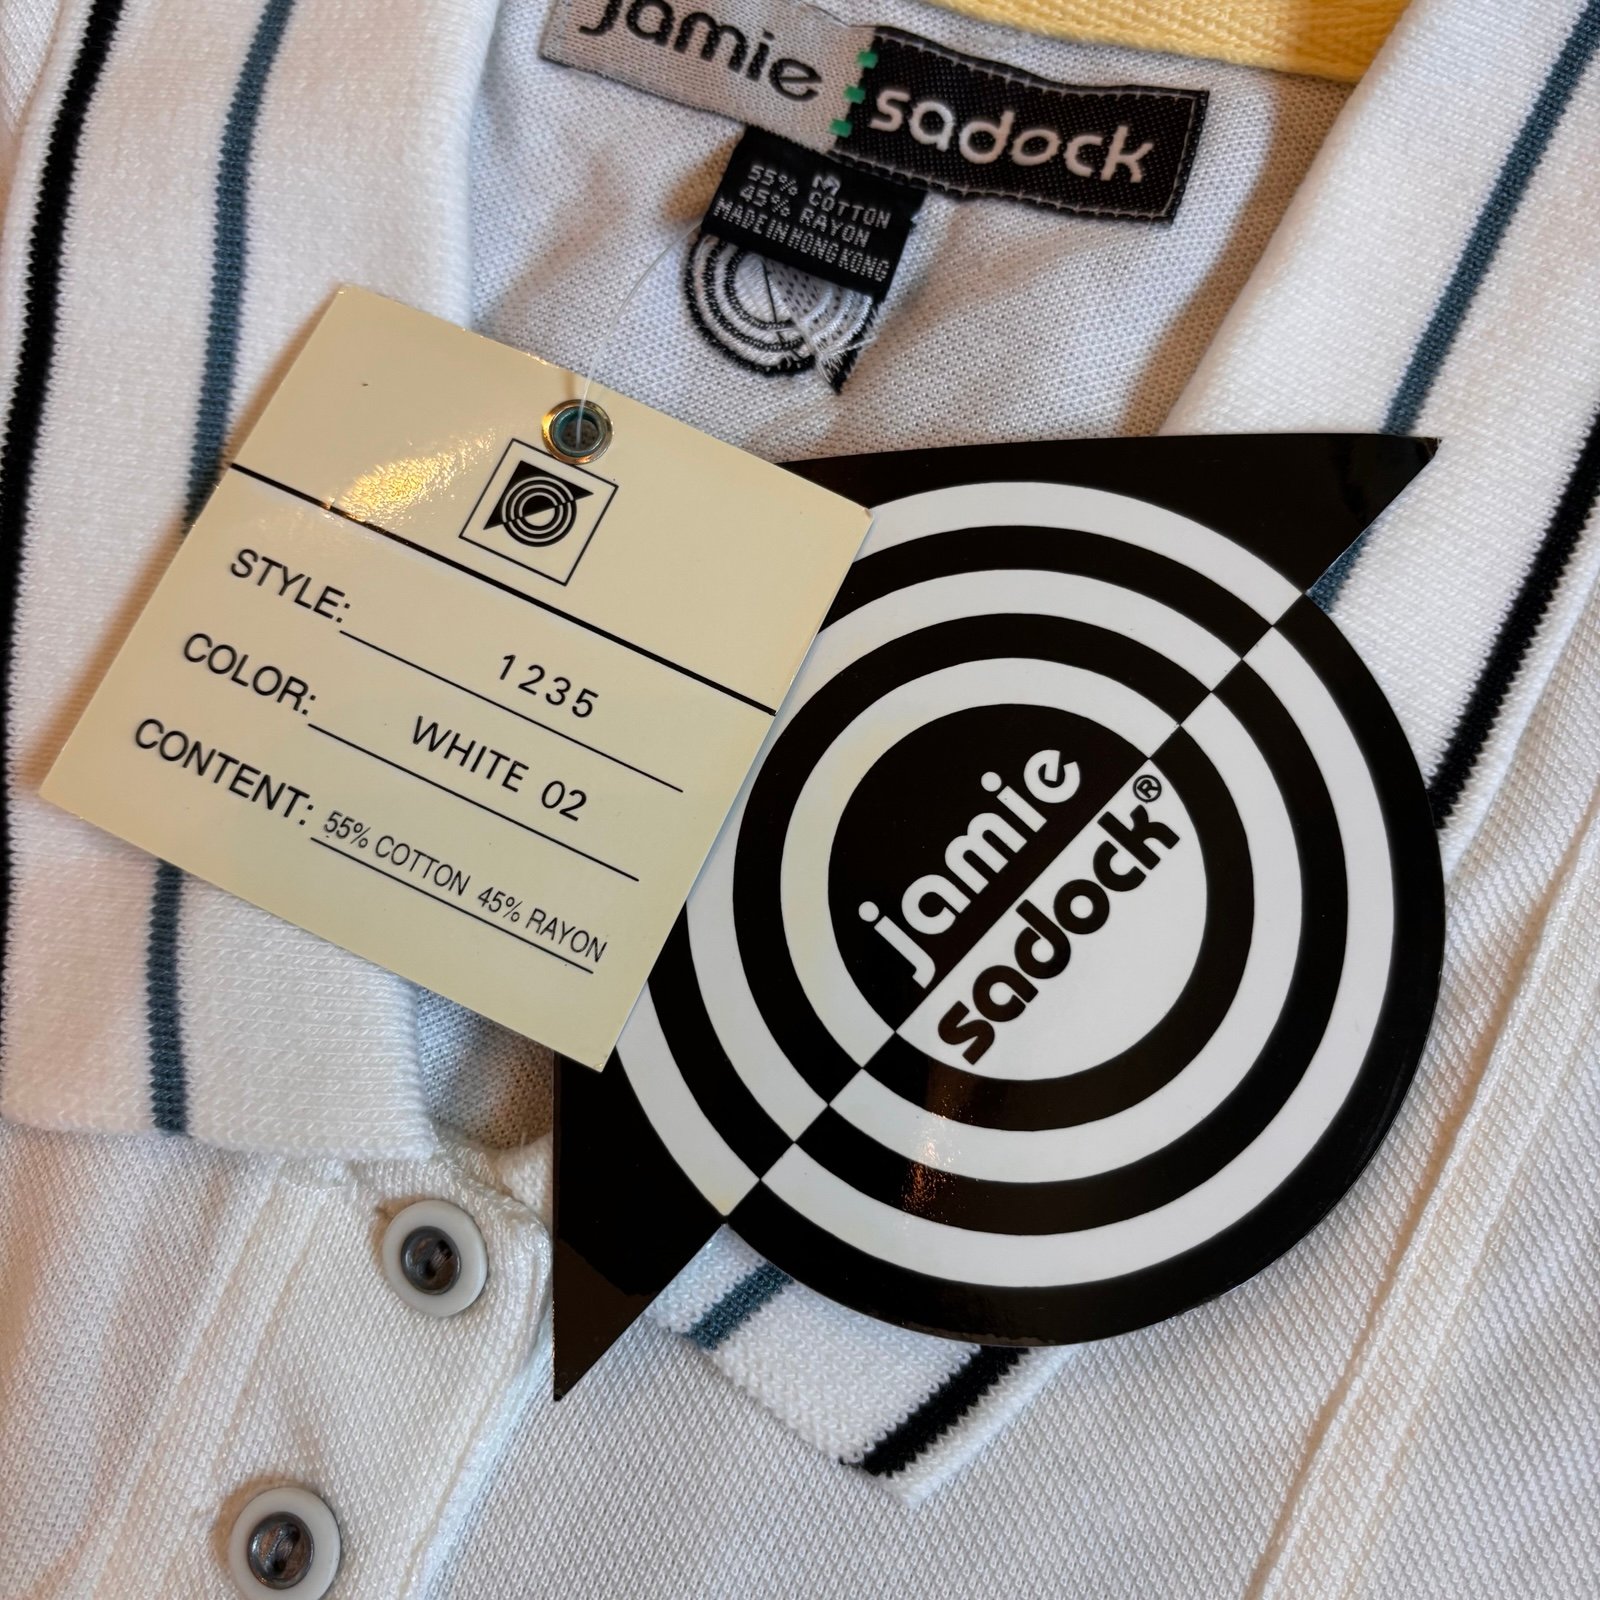 jamie sadock
3
55% COTTON
45% RAYON
MADE IN HONG KONG
STYLE: 1235
COLOR: WHITE 02
CONTENT: 55% COTTON 45% RAYON
jamie
sadock®